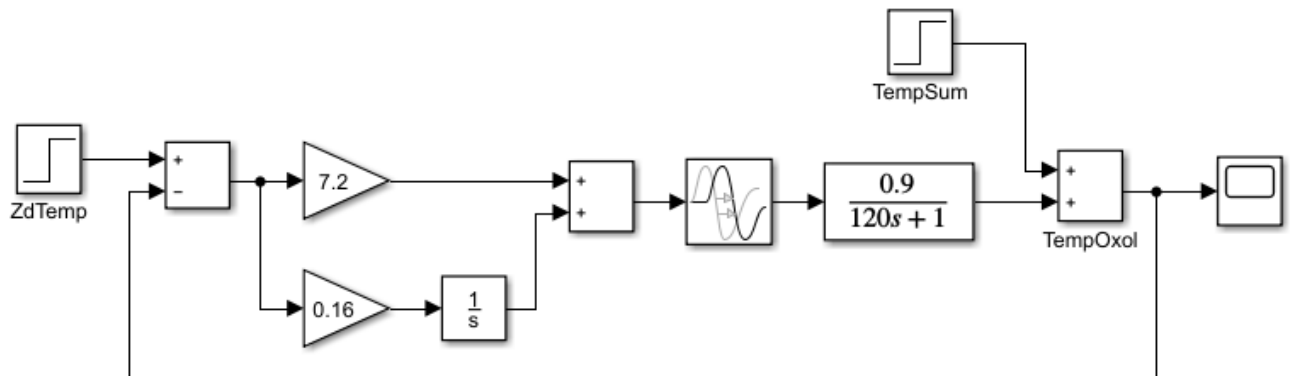 TempSum
ZdTemp
+
−
7.2
+
+
0.9
120s + 1
+
+
TempOxol
0.16
1
s